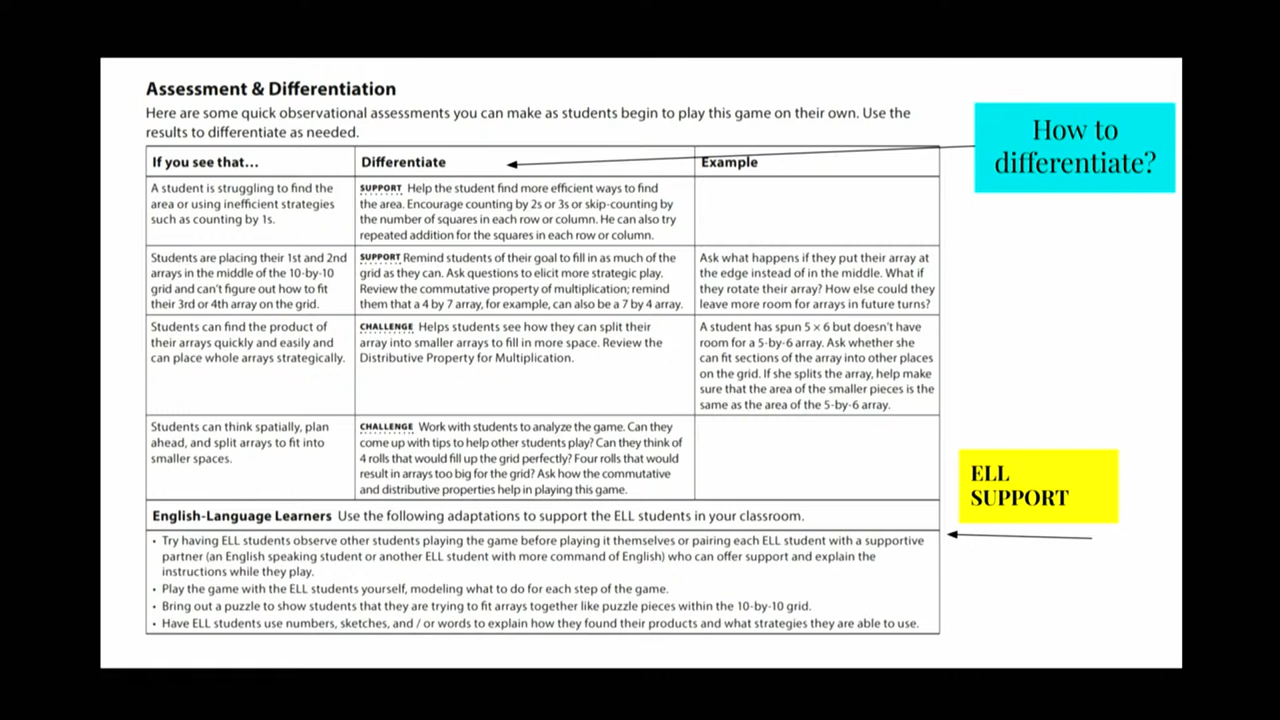 Assessment & Differentiation
Here are some quick observational assessments you can make as students begin to play this game on their own. Use the
results to differentiate as needed.
How to
differentiate?
If you see that...
Differentiate
Example
A student is struggling to find the
area or using inefficient strategies
such as counting by 1s.
SUPPORT Help the student find more efficient ways to find
the area. Encourage counting by 2s or 3s or skip-counting by
the number of squares in each row or column. He can also try
repeated addition for the squares in each row or column.
Students are placing their 1st and 2nd
arrays in the middle of the 10-by-10
grid and can't figure out how to fit
their 3rd or 4th array on the grid.
SUPPORT Remind students of their goal to fill in as much of the
grid as they can. Ask questions to elicit more strategic play.
Review the commutative property of multiplication; remind
them that a 4 by 7 array, for example, can also be a 7 by 4 array.
Ask what happens if they put their array at
the edge instead of in the middle. What if
they rotate their array? How else could they
leave more room for arrays in future turns?
Students can find the product of
their arrays quickly and easily and
can place whole arrays strategically.
CHALLENGE Helps students see how they can split their
array into smaller arrays to fill in more space. Review the
Distributive Property for Multiplication.
A student has spun 5 × 6 but doesn't have
room for a 5-by-6 array. Ask whether she
can fit sections of the array into other places
on the grid. If she splits the array, help make
sure that the area of the smaller pieces is the
same as the area of the 5-by-6 array.
Students can think spatially, plan
ahead, and split arrays to fit into
smaller spaces.
CHALLENGE Work with students to analyze the game. Can they
come up with tips to help other students play? Can they think of
4 rolls that would fill up the grid perfectly? Four rolls that would
result in arrays too big for the grid? Ask how the commutative
and distributive properties help in playing this game.
ELL
SUPPORT
English-Language Learners Use the following adaptations to support the ELL students in your classroom.
• Try having ELL students observe other students playing the game before playing it themselves or pairing each ELL student with a supportive
partner (an English speaking student or another ELL student with more command of English) who can offer support and explain the
instructions while they play.
• Play the game with the ELL students yourself, modeling what to do for each step of the game.
• Bring out a puzzle to show students that they are trying to fit arrays together like puzzle pieces within the 10-by-10 grid.
• Have ELL students use numbers, sketches, and / or words to explain how they found their products and what strategies they are able to use.